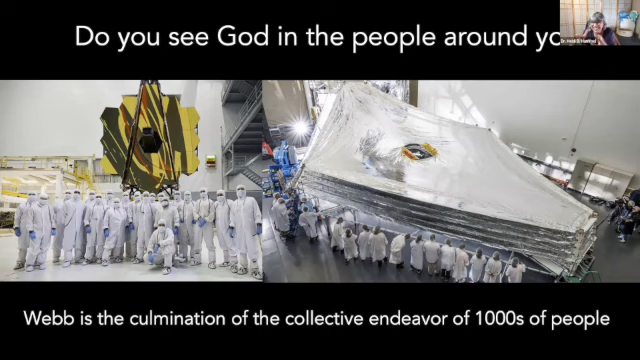 Do you see God in the people around yo
Webb is the culmination of the collective endeavor of 1000s of people